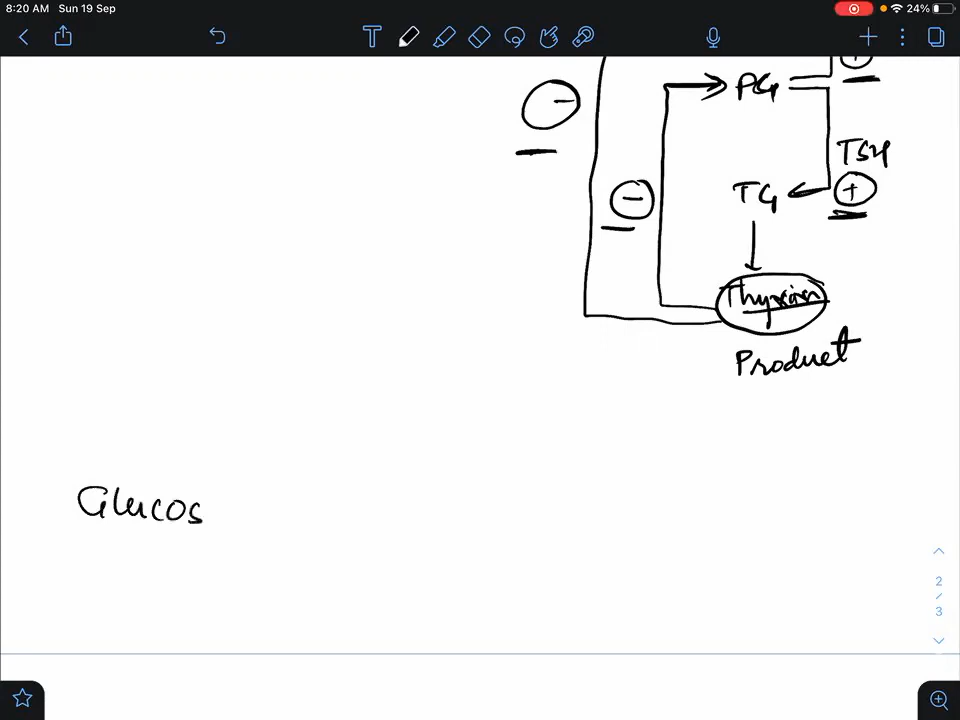 8:20 AM Sun 19 Sep
24%
PG
TSH
TG
Thyroxin
Product
Glucos
2
/
3